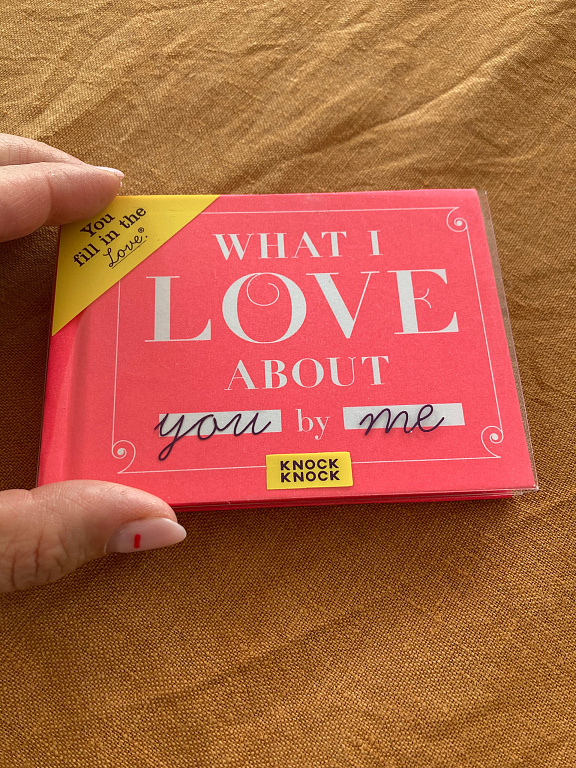 You
fill in the
Love.®
WHAT I
LOVE
ABOUT
you by me
KNOCK
KNOCK